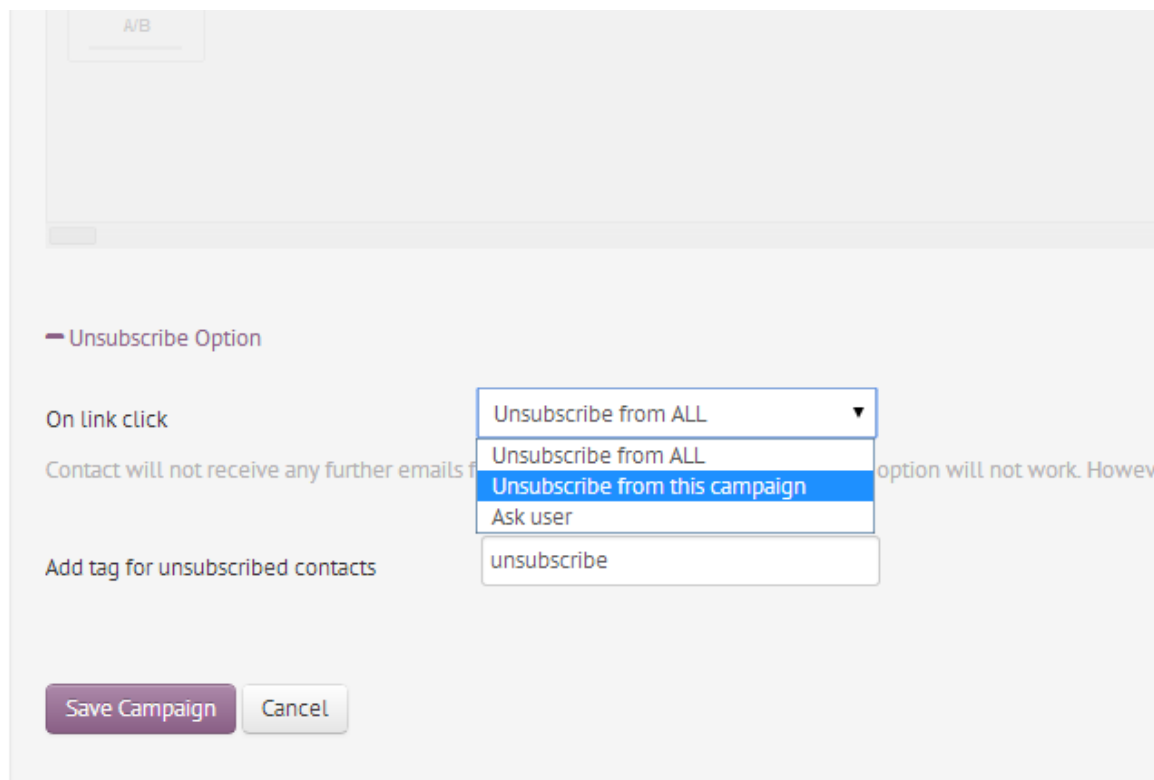 A/B
Unsubscribe Option
On link click
Unsubscribe from ALL
Unsubscribe from ALL
Contact will not receive any further emails
option will not work.
Unsubscribe from this campaign
Ask user
Add tag for unsubscribed contacts
unsubscribe
Save Campaign
Cancel